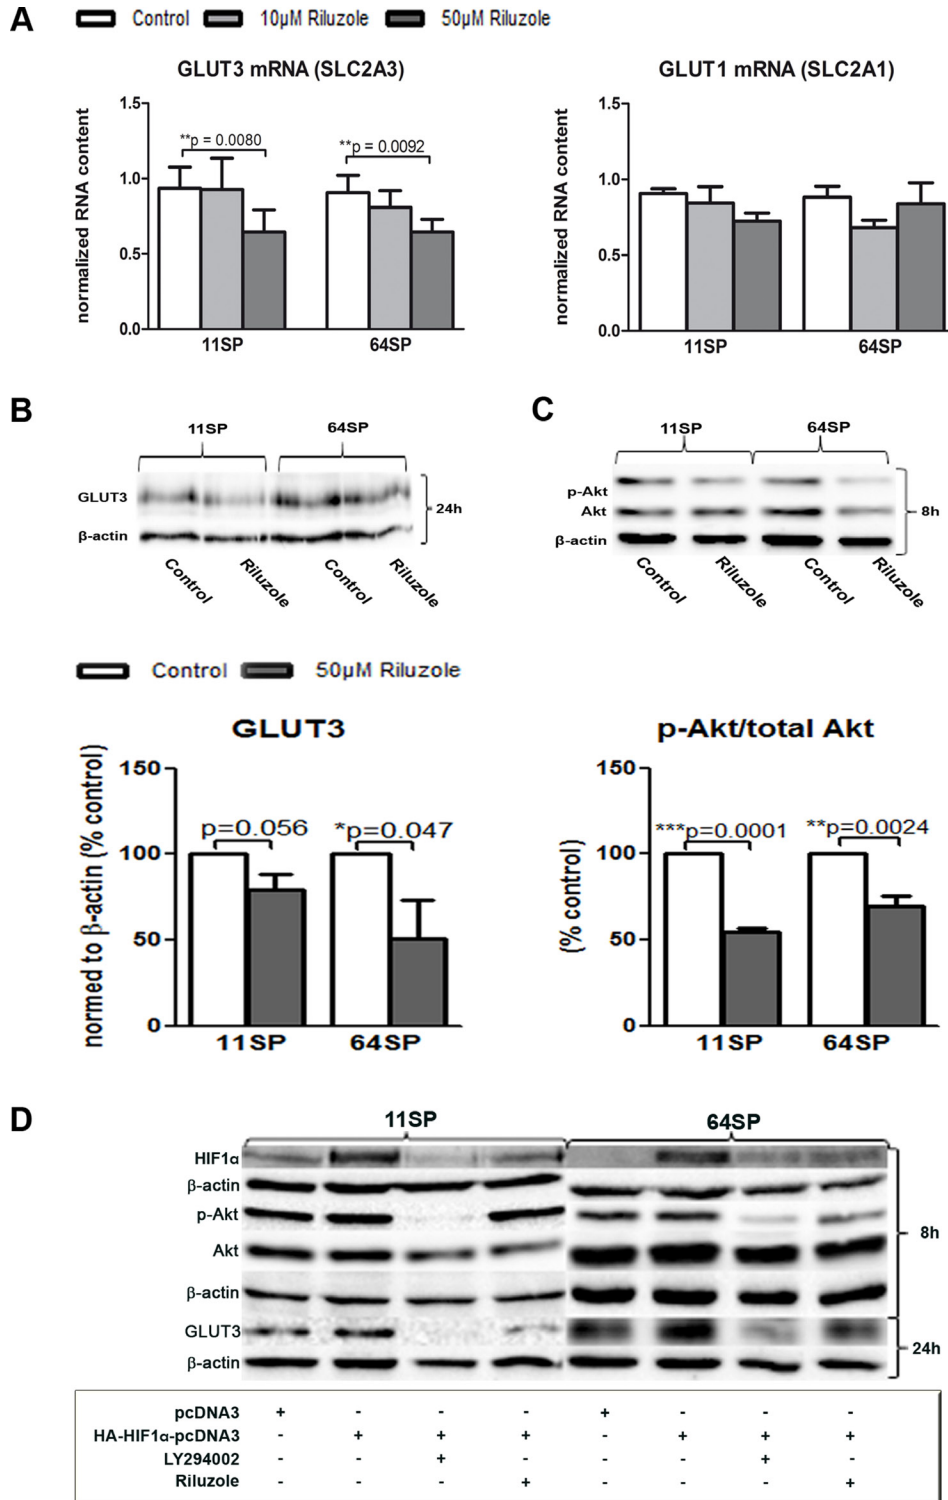 A
Control 10µM Riluzole 50µM Riluzole
GLUT3 mRNA (SLC2A3)
normalized RNA content
1.5
1.0
0.5
0.0
**p = 0.0080
**p = 0.0092
11SP 64SP
GLUT1 mRNA (SLC2A1)
normalized RNA content
1.5
1.0
0.5
0.0
11SP 64SP
B
11SP 64SP
GLUT3
β-actin
24h
Control Riluzole Control Riluzole
C
11SP 64SP
p-Akt
Akt
β-actin
8h
Control Riluzole Control Riluzole
Control 50µM Riluzole
GLUT3
normed to β-actin (% control)
150
100
50
0
p=0.056
*p=0.047
11SP 64SP
p-Akt/total Akt
(% control)
150
100
50
0
***p=0.0001
**p=0.0024
11SP 64SP
D
11SP 64SP
HIF1α
β-actin
p-Akt
Akt
β-actin
8h
GLUT3
β-actin
24h
pcDNA3 + - - - + - - -
HA-HIF1α-pcDNA3 - + + + - + + +
LY294002 - - + - - - + -
Riluzole - - - + - - - +